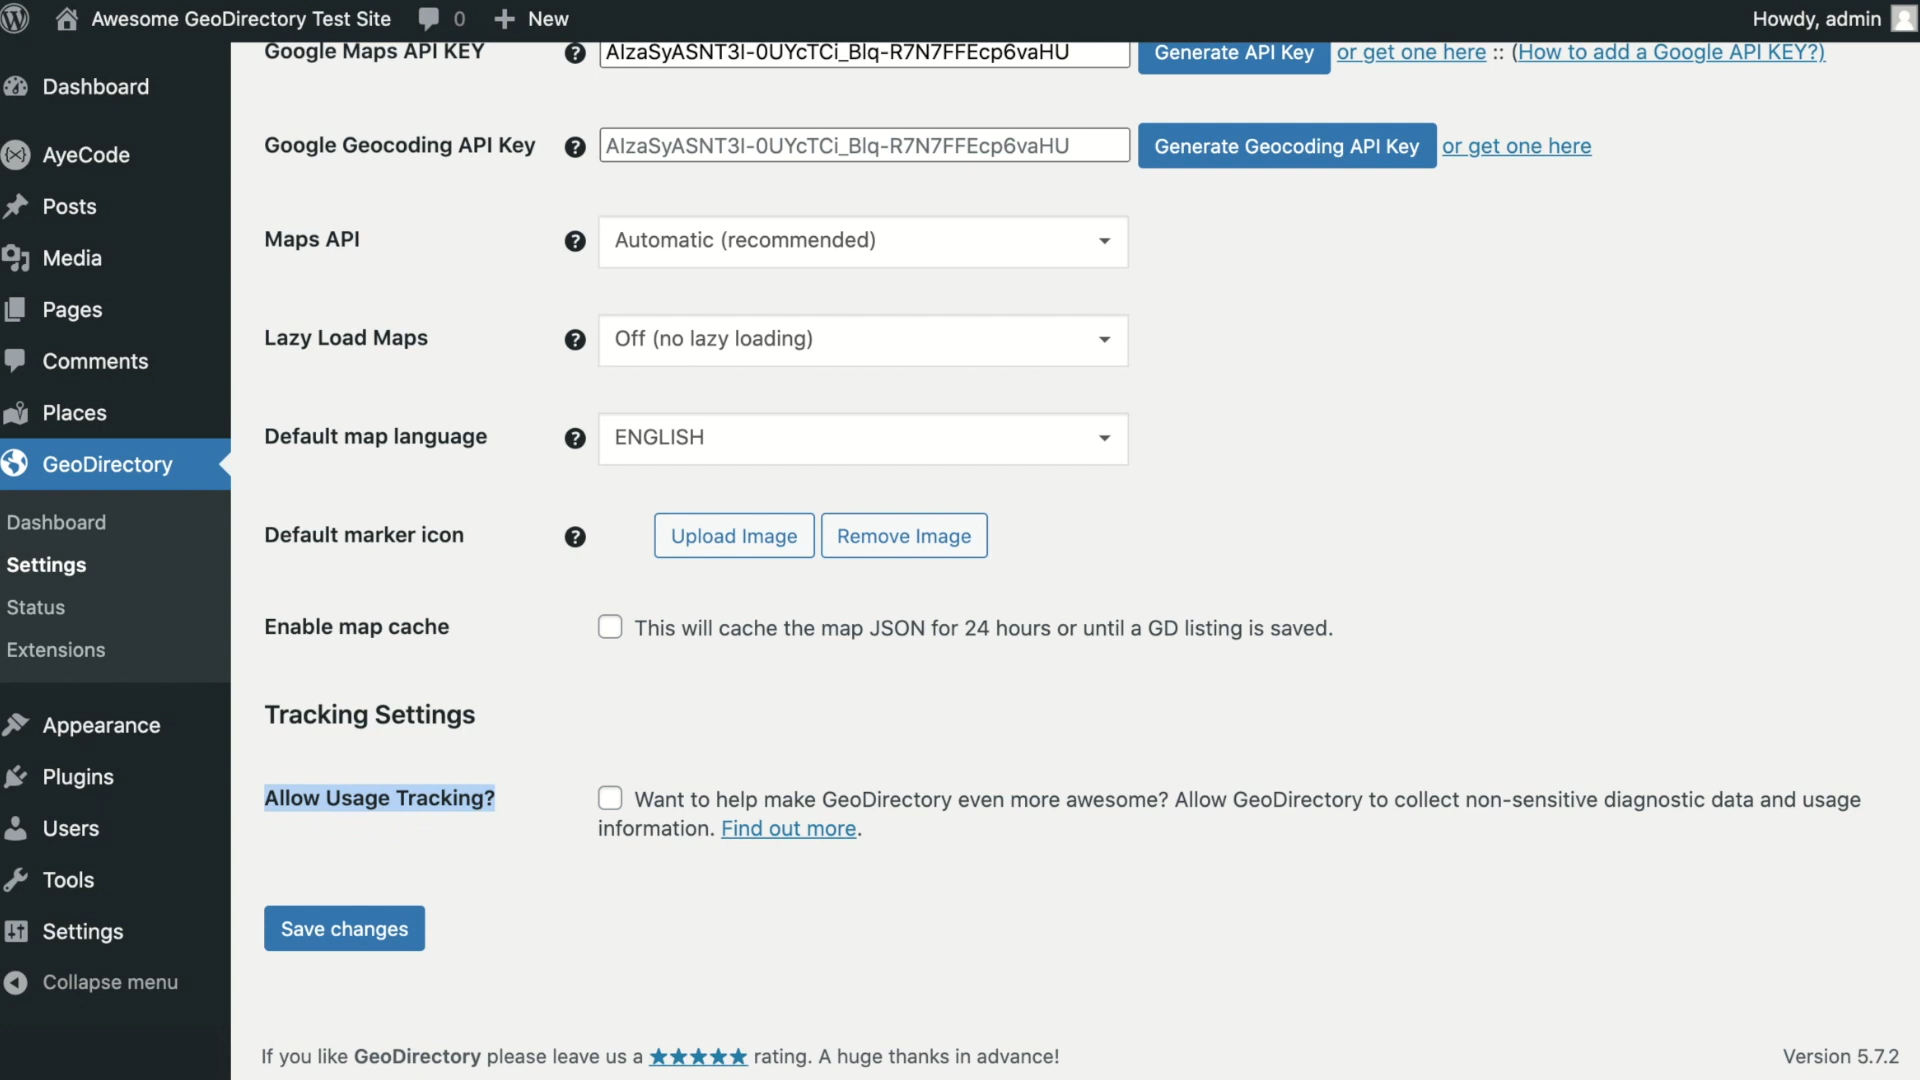 Awesome GeoDirectory Test Site 0 New Howdy, admin
Google Maps API KEY AIzaSyASNT3I-0UYcTCi_Blq-R7N7FFEcp6vaHU Generate API Key or get one here :: (How to add a Google API KEY?)
Dashboard
Google Geocoding API Key AIzaSyASNT3I-0UYcTCi_Blq-R7N7FFEcp6vaHU Generate Geocoding API Key or get one here
AyeCode
Posts
Maps API Automatic (recommended)
Media
Pages
Lazy Load Maps Off (no lazy loading)
Comments
Places
Default map language ENGLISH
GeoDirectory
Dashboard
Default marker icon Upload Image Remove Image
Settings
Status
Enable map cache This will cache the map JSON for 24 hours or until a GD listing is saved.
Extensions
Tracking Settings
Appearance
Plugins
Allow Usage Tracking? Want to help make GeoDirectory even more awesome? Allow GeoDirectory to collect non-sensitive diagnostic data and usage
information. Find out more.
Users
Tools
Settings
Save changes
Collapse menu
If you like GeoDirectory please leave us a ★★★★★ rating. A huge thanks in advance! Version 5.7.2